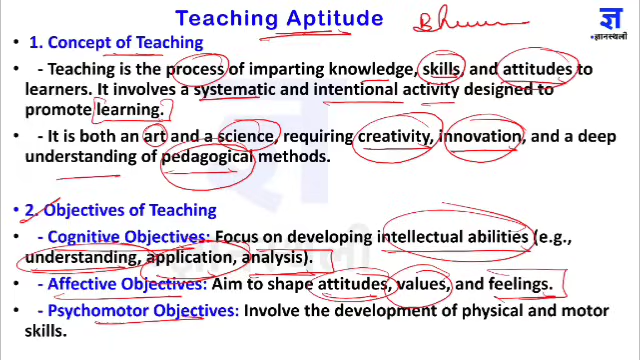 Teaching Aptitude
ज्ञ
ज्ञानस्थली
• 1. Concept of Teaching
• - Teaching is the process of imparting knowledge, skills, and attitudes to
learners. It involves a systematic and intentional activity designed to
promote learning.
• - It is both an art and a science, requiring creativity, innovation, and a deep
understanding of pedagogical methods.
• 2. Objectives of Teaching
• - Cognitive Objectives: Focus on developing intellectual abilities (e.g.,
understanding, application, analysis).
• - Affective Objectives: Aim to shape attitudes, values, and feelings.
• - Psychomotor Objectives: Involve the development of physical and motor
skills.